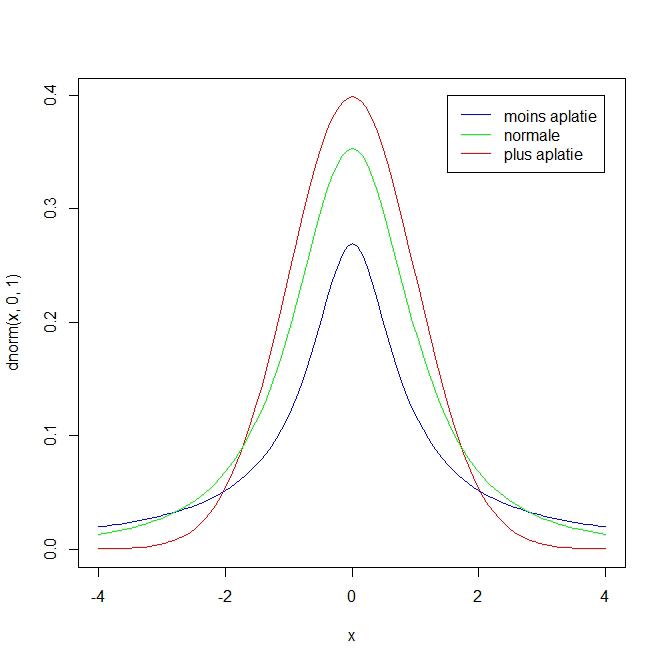 moins aplatie
normale
plus aplatie
0.4
0.3
0.2
0.1
0.0
dnorm(x, 0, 1)
-4 -2 0 2 4
x